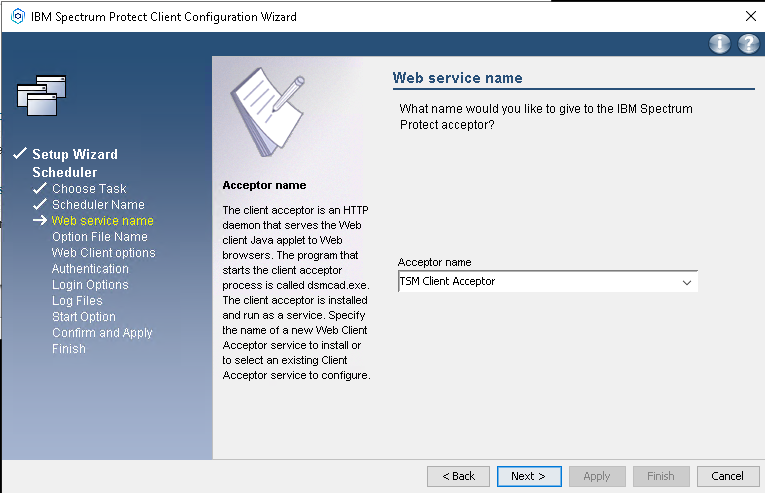 IBM Spectrum Protect Client Configuration Wizard
Setup Wizard
Scheduler
Choose Task
Scheduler Name
Web service name
Option File Name
Web Client options
Authentication
Login Options
Log Files
Start Option
Confirm and Apply
Finish
Acceptor name
The client acceptor is an HTTP
daemon that serves the Web
client Java applet to Web
browsers. The program that
starts the client acceptor
process is called dsmcad.exe.
The client acceptor is installed
and run as a service. Specify
the name of a new Web Client
Acceptor service to install or
to select an existing Client
Acceptor service to configure.
Web service name
What name would you like to give to the IBM Spectrum
Protect acceptor?
Acceptor name
TSM Client Acceptor
< Back
Next >
Apply
Finish
Cancel